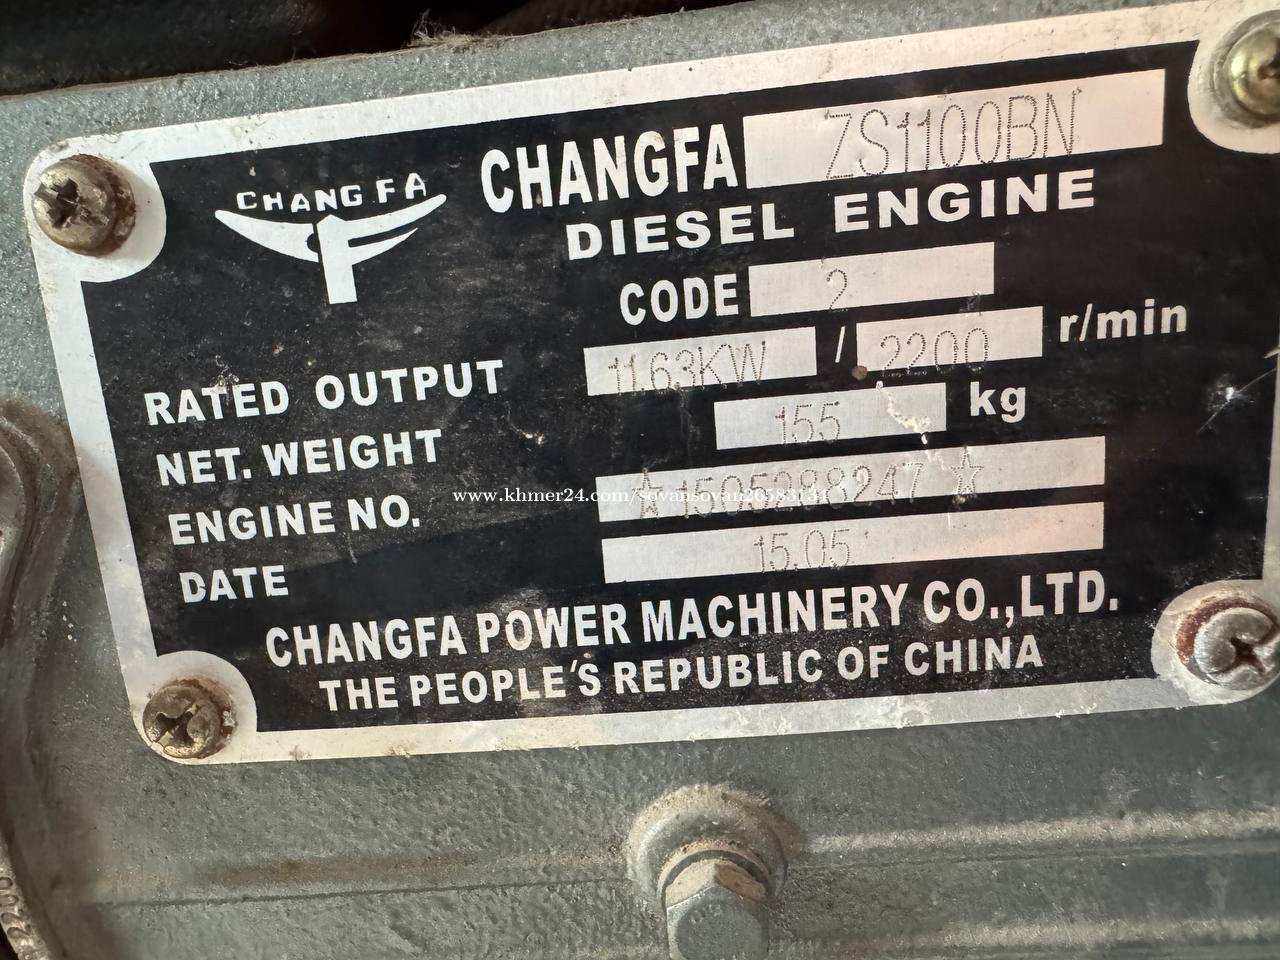 CHANG FA
CHANGFA ZS1100BN
DIESEL ENGINE
CODE 2
RATED OUTPUT 11.63KW / 2200 r/min
NET. WEIGHT 155 kg
ENGINE NO. ☆1505288247☆
www.khmer24.com/sovansovan26583134
DATE 15.05
CHANGFA POWER MACHINERY CO.,LTD.
THE PEOPLE'S REPUBLIC OF CHINA